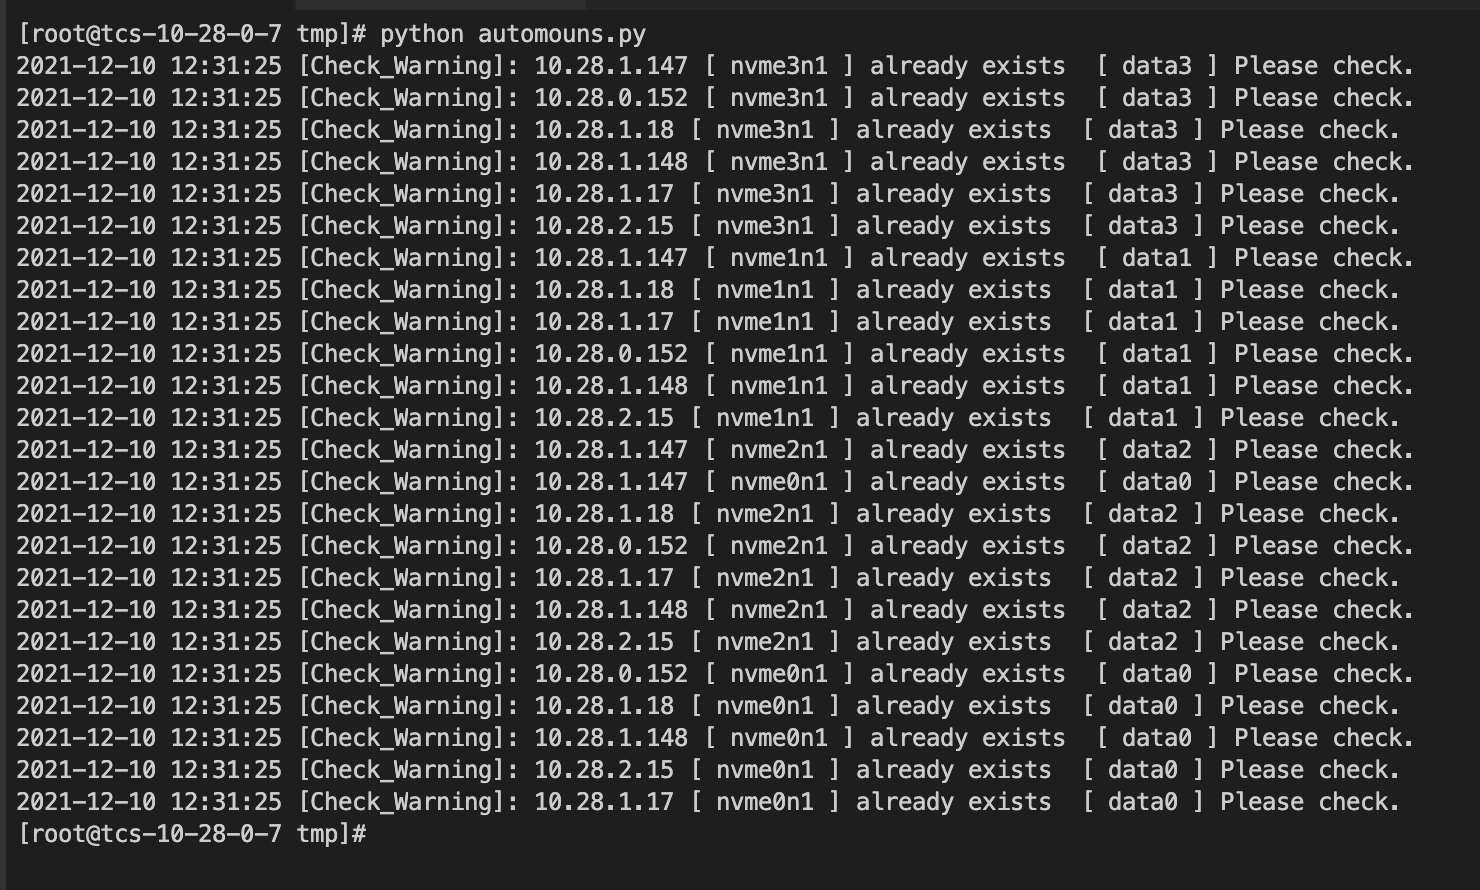 [root@tcs-10-28-0-7 tmp]# python automouns.py
2021-12-10 12:31:25 [Check_Warning]: 10.28.1.147 [ nvme3n1 ] already exists  [ data3 ] Please check.
2021-12-10 12:31:25 [Check_Warning]: 10.28.0.152 [ nvme3n1 ] already exists  [ data3 ] Please check.
2021-12-10 12:31:25 [Check_Warning]: 10.28.1.18 [ nvme3n1 ] already exists  [ data3 ] Please check.
2021-12-10 12:31:25 [Check_Warning]: 10.28.1.148 [ nvme3n1 ] already exists  [ data3 ] Please check.
2021-12-10 12:31:25 [Check_Warning]: 10.28.1.17 [ nvme3n1 ] already exists  [ data3 ] Please check.
2021-12-10 12:31:25 [Check_Warning]: 10.28.2.15 [ nvme3n1 ] already exists  [ data3 ] Please check.
2021-12-10 12:31:25 [Check_Warning]: 10.28.1.147 [ nvme1n1 ] already exists  [ data1 ] Please check.
2021-12-10 12:31:25 [Check_Warning]: 10.28.1.18 [ nvme1n1 ] already exists  [ data1 ] Please check.
2021-12-10 12:31:25 [Check_Warning]: 10.28.1.17 [ nvme1n1 ] already exists  [ data1 ] Please check.
2021-12-10 12:31:25 [Check_Warning]: 10.28.0.152 [ nvme1n1 ] already exists  [ data1 ] Please check.
2021-12-10 12:31:25 [Check_Warning]: 10.28.1.148 [ nvme1n1 ] already exists  [ data1 ] Please check.
2021-12-10 12:31:25 [Check_Warning]: 10.28.2.15 [ nvme1n1 ] already exists  [ data1 ] Please check.
2021-12-10 12:31:25 [Check_Warning]: 10.28.1.147 [ nvme2n1 ] already exists  [ data2 ] Please check.
2021-12-10 12:31:25 [Check_Warning]: 10.28.1.147 [ nvme0n1 ] already exists  [ data0 ] Please check.
2021-12-10 12:31:25 [Check_Warning]: 10.28.1.18 [ nvme2n1 ] already exists  [ data2 ] Please check.
2021-12-10 12:31:25 [Check_Warning]: 10.28.0.152 [ nvme2n1 ] already exists  [ data2 ] Please check.
2021-12-10 12:31:25 [Check_Warning]: 10.28.1.17 [ nvme2n1 ] already exists  [ data2 ] Please check.
2021-12-10 12:31:25 [Check_Warning]: 10.28.1.148 [ nvme2n1 ] already exists  [ data2 ] Please check.
2021-12-10 12:31:25 [Check_Warning]: 10.28.2.15 [ nvme2n1 ] already exists  [ data2 ] Please check.
2021-12-10 12:31:25 [Check_Warning]: 10.28.0.152 [ nvme0n1 ] already exists  [ data0 ] Please check.
2021-12-10 12:31:25 [Check_Warning]: 10.28.1.18 [ nvme0n1 ] already exists  [ data0 ] Please check.
2021-12-10 12:31:25 [Check_Warning]: 10.28.1.148 [ nvme0n1 ] already exists  [ data0 ] Please check.
2021-12-10 12:31:25 [Check_Warning]: 10.28.2.15 [ nvme0n1 ] already exists  [ data0 ] Please check.
2021-12-10 12:31:25 [Check_Warning]: 10.28.1.17 [ nvme0n1 ] already exists  [ data0 ] Please check.
[root@tcs-10-28-0-7 tmp]#